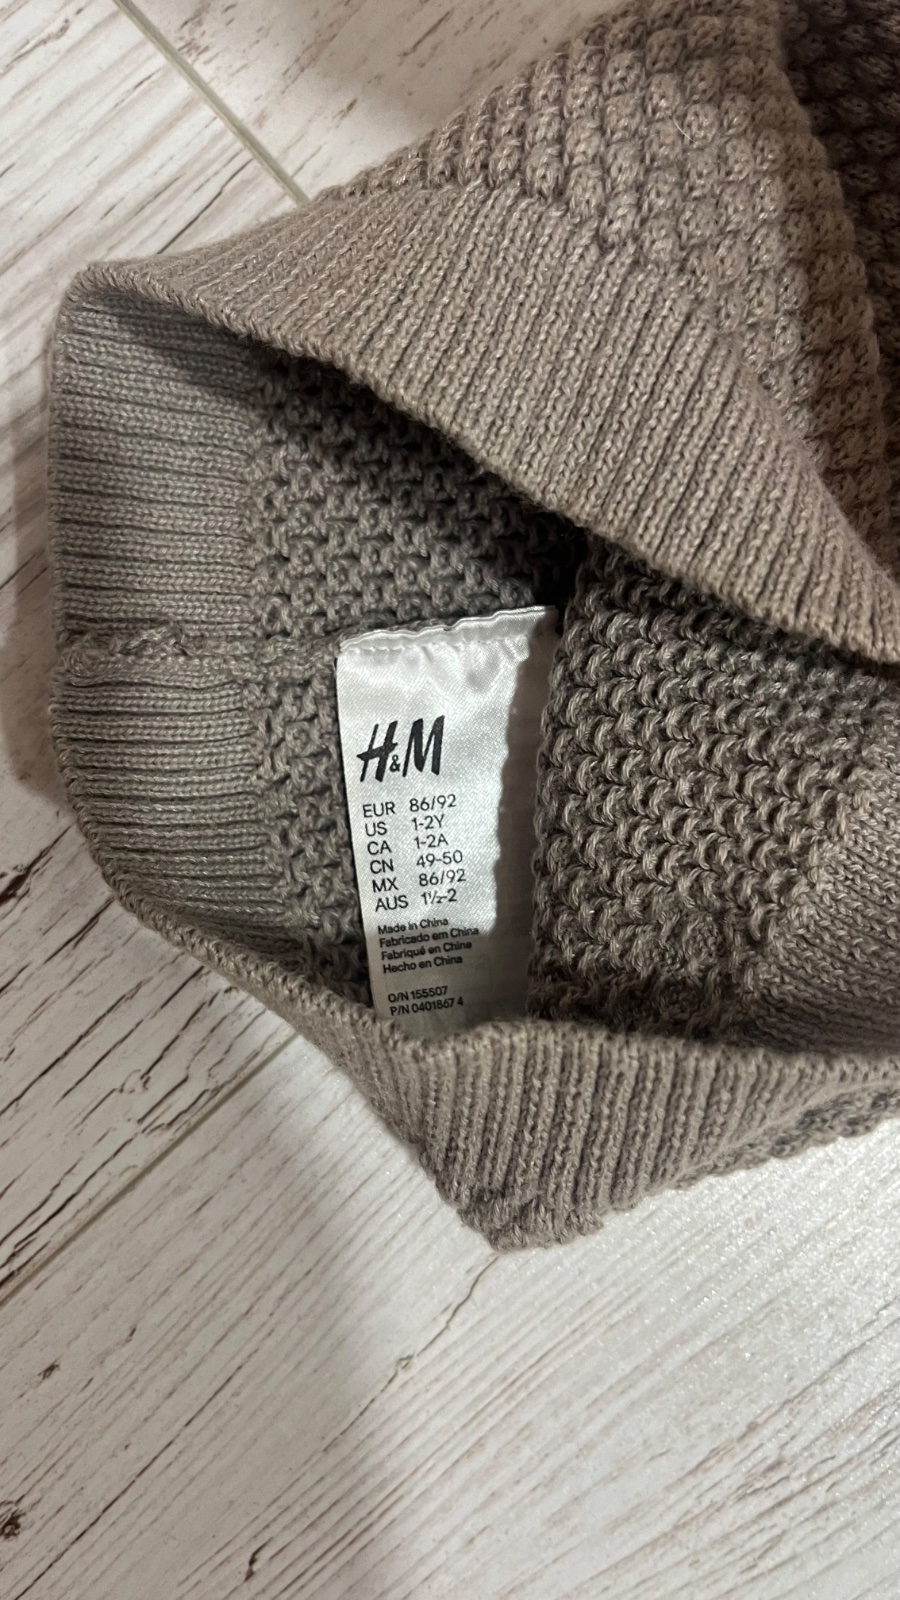 H&M
EUR 86/92
US 1-2Y
CA 1-2A
CN 49-50
MX 86/92
AUS 1½-2
Made in China
Fabricado em China
Fabriqué en China
Hecho en China
O/N 155507
P/N 0401867 4